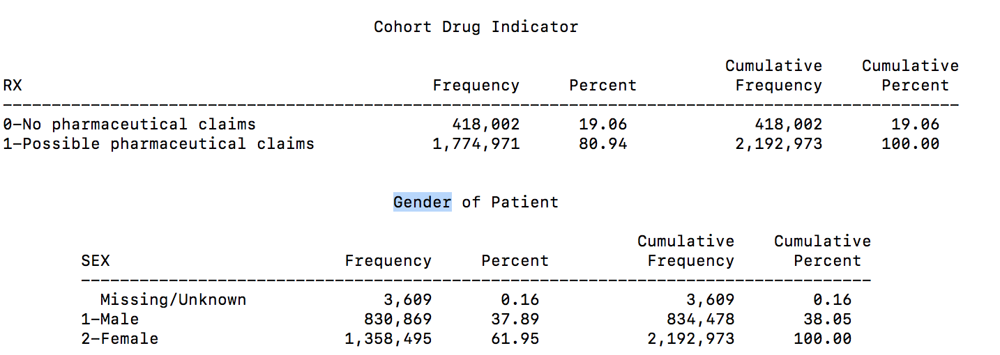 Cohort Drug Indicator
Cumulative Cumulative
RX Frequency Percent Frequency Percent
0-No pharmaceutical claims 418,002 19.06 418,002 19.06
1-Possible pharmaceutical claims 1,774,971 80.94 2,192,973 100.00
Gender of Patient
Cumulative Cumulative
SEX Frequency Percent Frequency Percent
Missing/Unknown 3,609 0.16 3,609 0.16
1-Male 830,869 37.89 834,478 38.05
2-Female 1,358,495 61.95 2,192,973 100.00